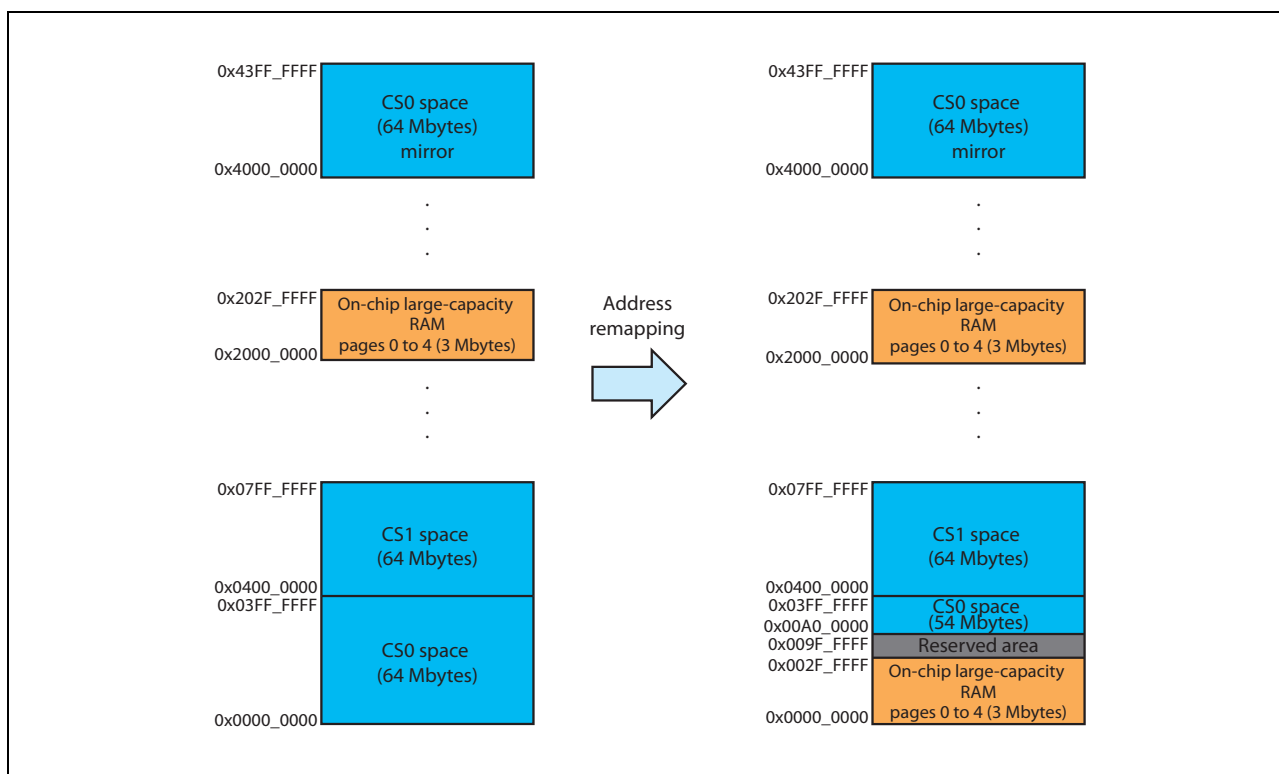 0x43FF_FFFF
CS0 space
(64 Mbytes)
mirror
0x4000_0000
0x202F_FFFF
On-chip large-capacity
RAM
pages 0 to 4 (3 Mbytes)
0x2000_0000
0x07FF_FFFF
CS1 space
(64 Mbytes)
0x0400_0000
0x03FF_FFFF
CS0 space
(64 Mbytes)
0x0000_0000
Address
remapping
0x43FF_FFFF
CS0 space
(64 Mbytes)
mirror
0x4000_0000
0x202F_FFFF
On-chip large-capacity
RAM
pages 0 to 4 (3 Mbytes)
0x2000_0000
0x07FF_FFFF
CS1 space
(64 Mbytes)
0x0400_0000
0x03FF_FFFF
CS0 space
(54 Mbytes)
0x00A0_0000
0x009F_FFFF
Reserved area
0x002F_FFFF
On-chip large-capacity
RAM
pages 0 to 4 (3 Mbytes)
0x0000_0000